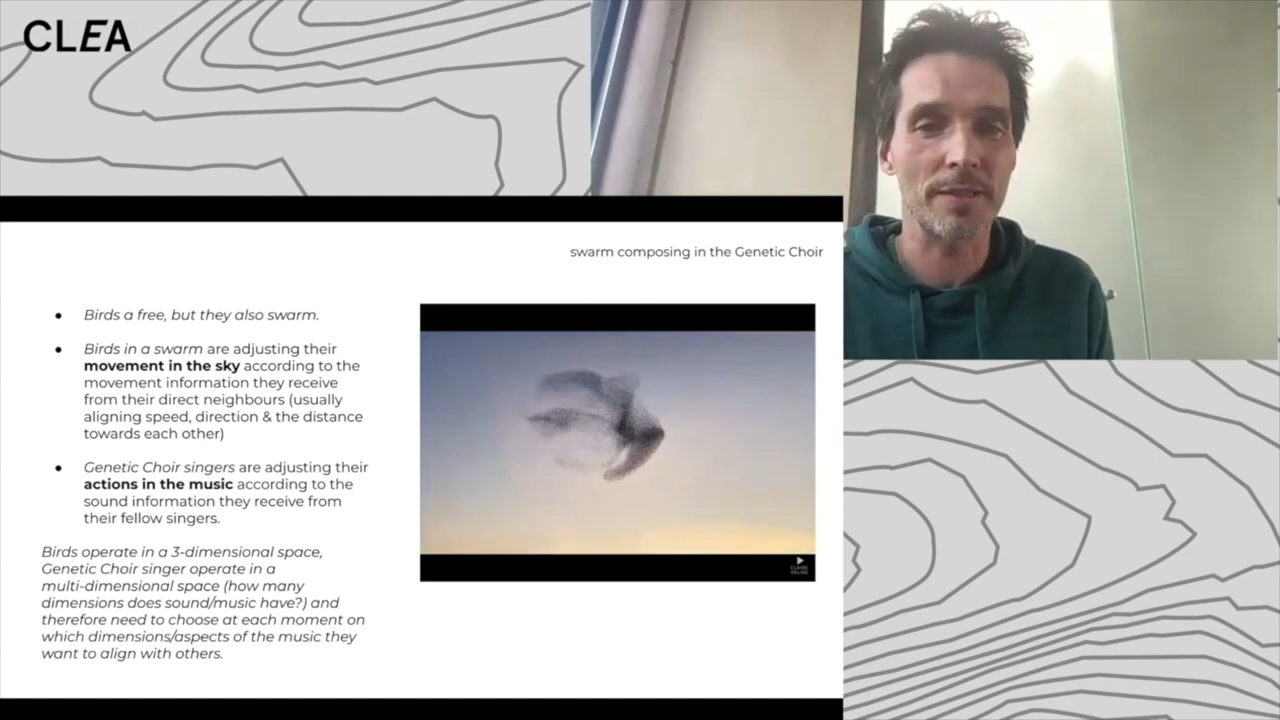 CLEA
swarm composing in the Genetic Choir
● Birds a free, but they also swarm.
● Birds in a swarm are adjusting their
movement in the sky according to the
movement information they receive
from their direct neighbours (usually
aligning speed, direction & the distance
towards each other)
● Genetic Choir singers are adjusting their
actions in the music according to the
sound information they receive from
their fellow singers.
Birds operate in a 3-dimensional space,
Genetic Choir singer operate in a
multi-dimensional space (how many
dimensions does sound/music have?) and
therefore need to choose at each moment on
which dimensions/aspects of the music they
want to align with others.